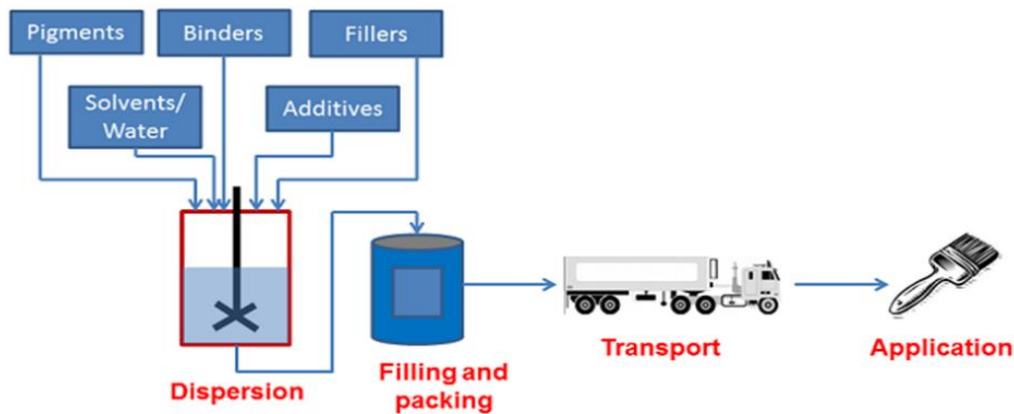 Pigments
Binders
Fillers
Solvents/
Water
Additives
Dispersion
Filling and
packing
Transport
Application